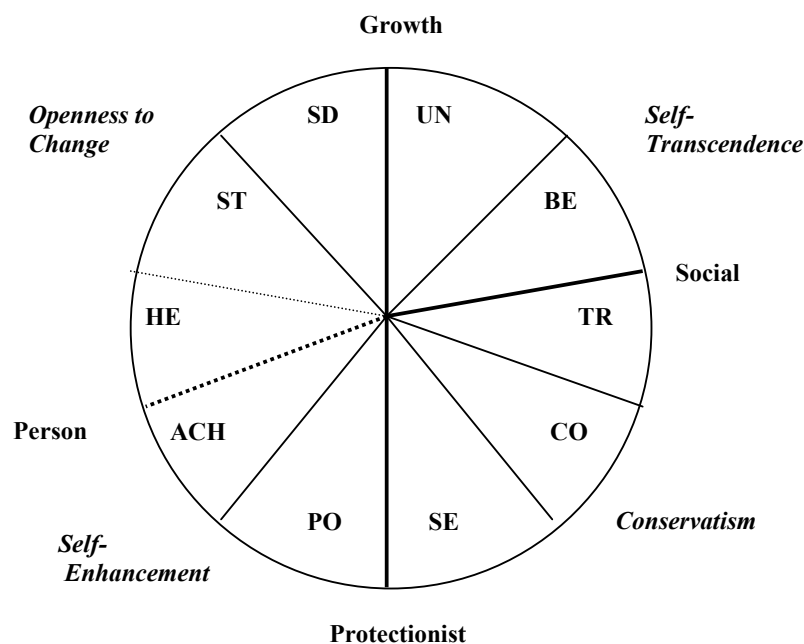 Growth
Openness to
Change
SD
UN
Self-
Transcendence
ST
BE
Social
HE
TR
Person
ACH
CO
PO
SE
Conservatism
Self-
Enhancement
Protectionist